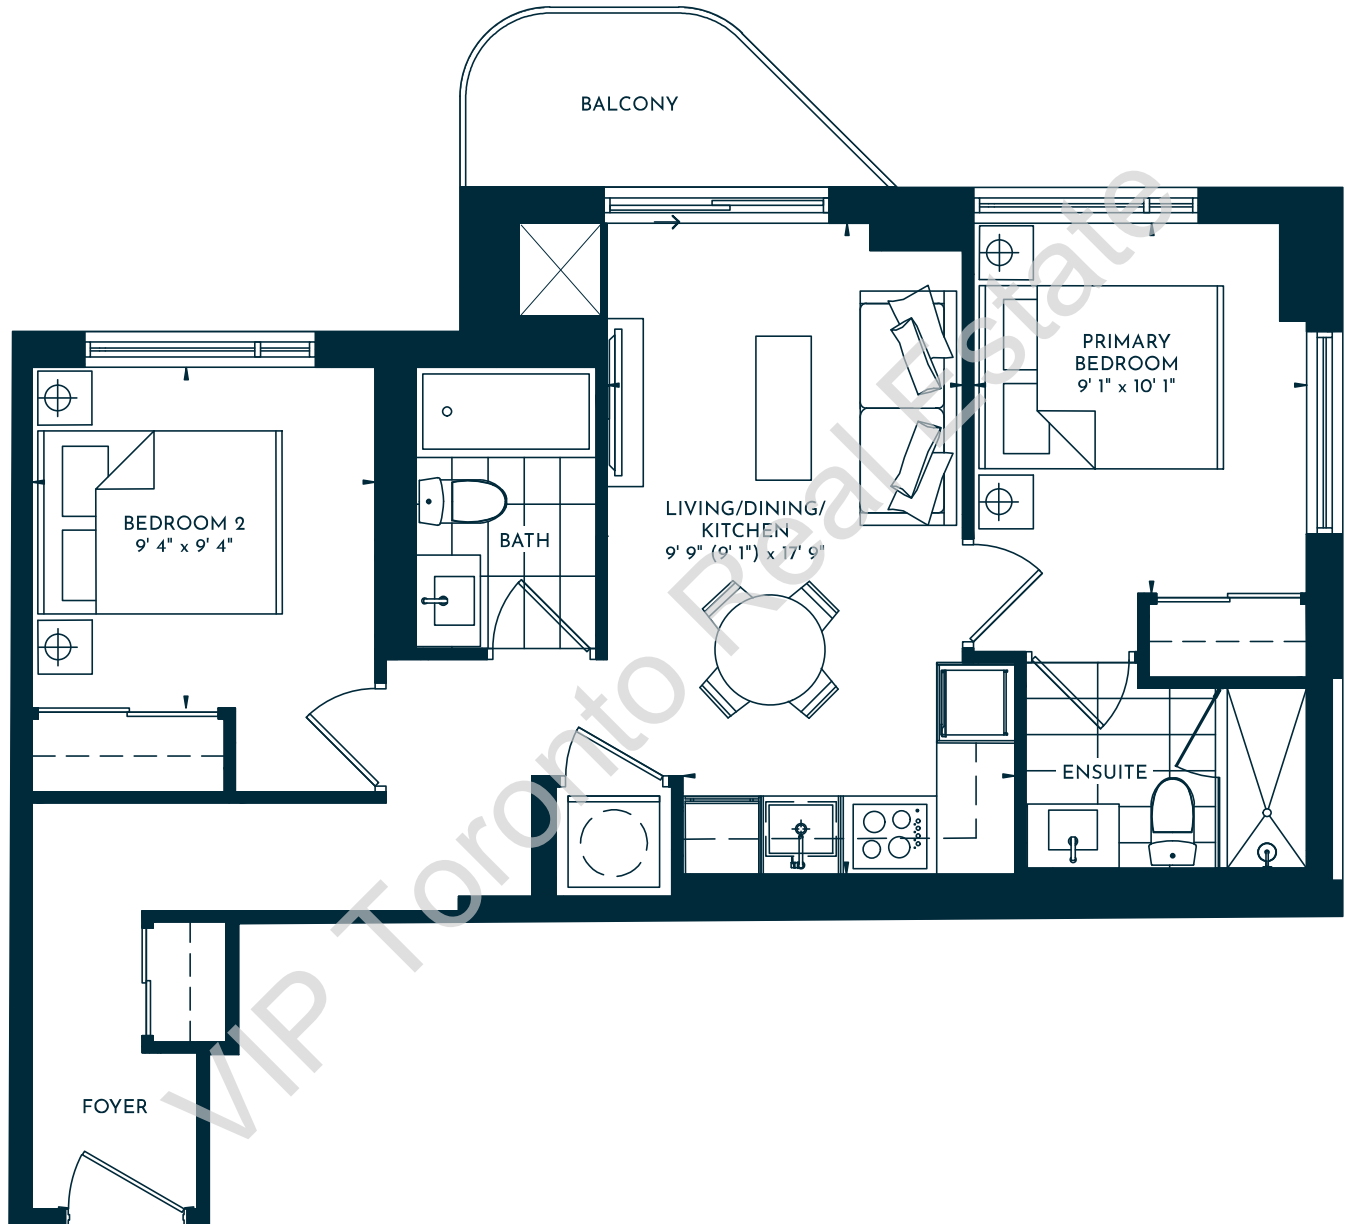 BALCONY
PRIMARY
BEDROOM
9' 1" x 10' 1"
BEDROOM 2
9' 4" x 9' 4"
BATH
LIVING/DINING/
KITCHEN
9' 9" (9' 1") x 17' 9"
ENSUITE
FOYER
VIP Toronto Real Estate